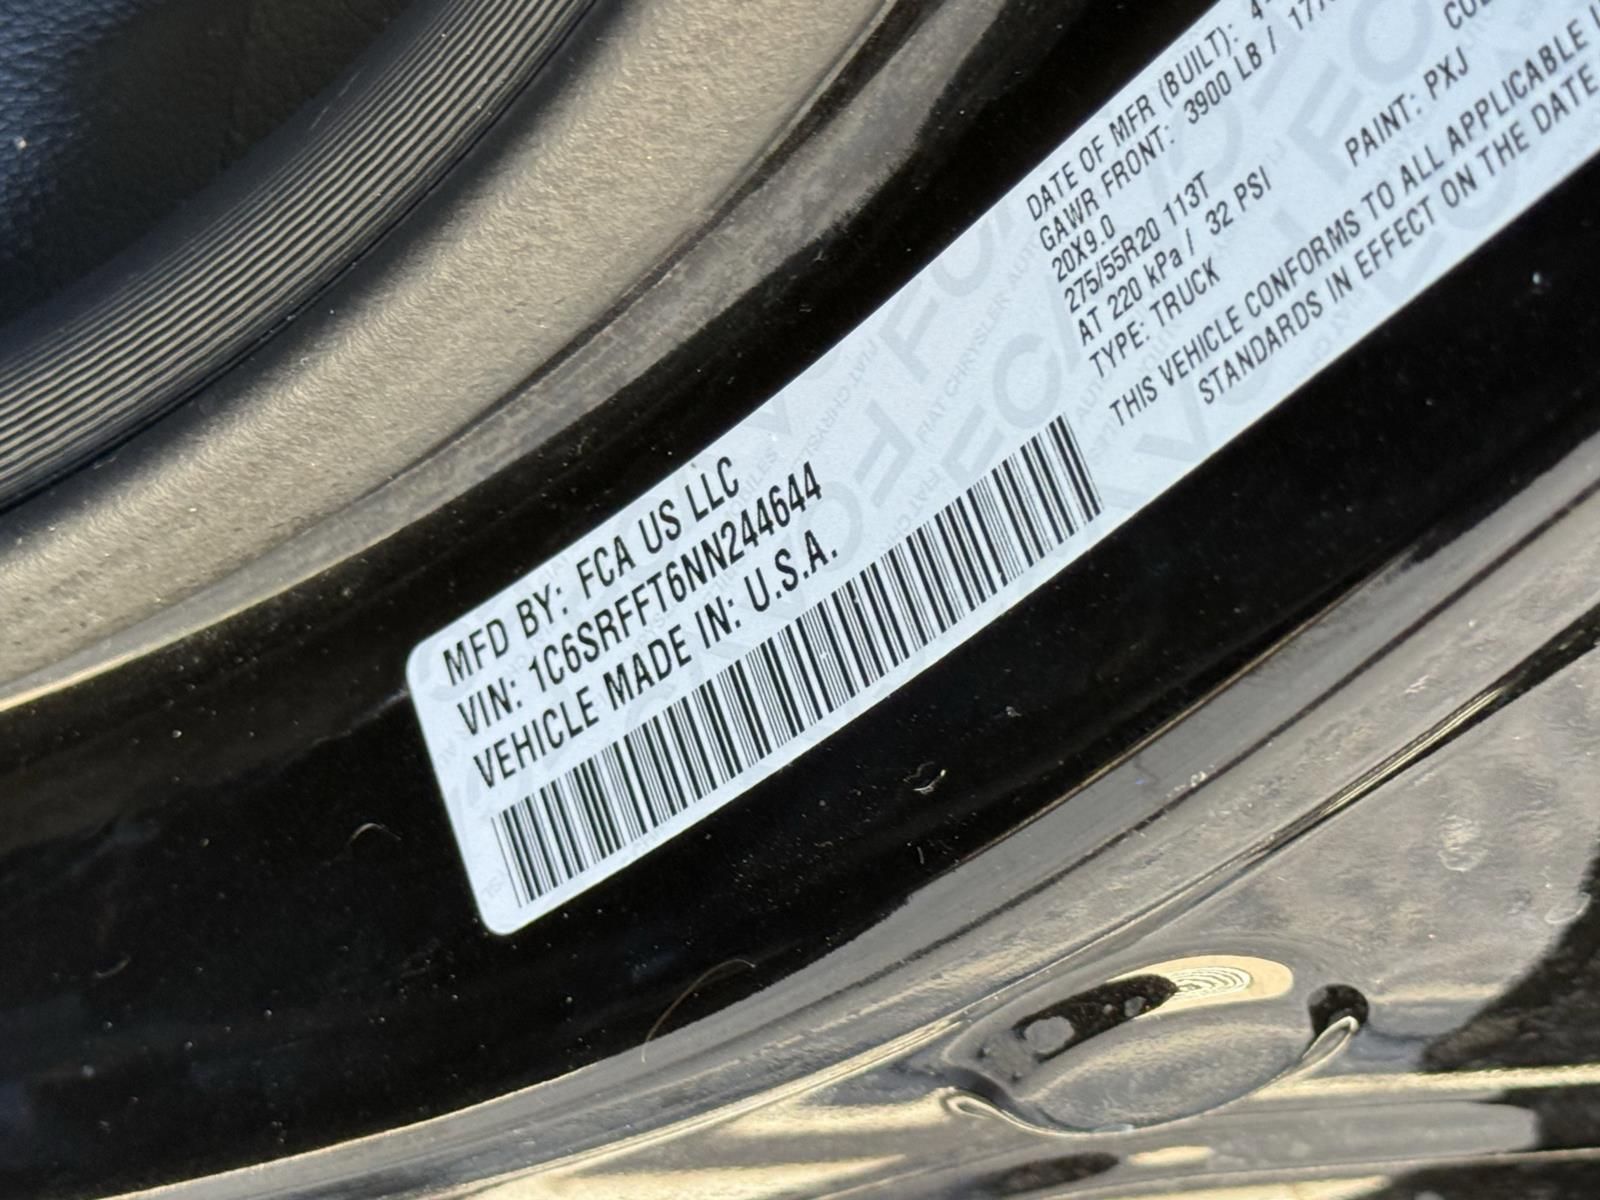 MFD BY: FCA US LLC
VIN: 1C6SRFFT6NN244644
VEHICLE MADE IN: U.S.A.
DATE OF MFR (BUILT): 4-
GAWR FRONT: 3900 LB / 177
20X9.0
275/55R20 113T
AT 220 kPa / 32 PSI
TYPE: TRUCK
PAINT: PXJ
THIS VEHICLE CONFORMS TO ALL APPLICABLE
STANDARDS IN EFFECT ON THE DATE